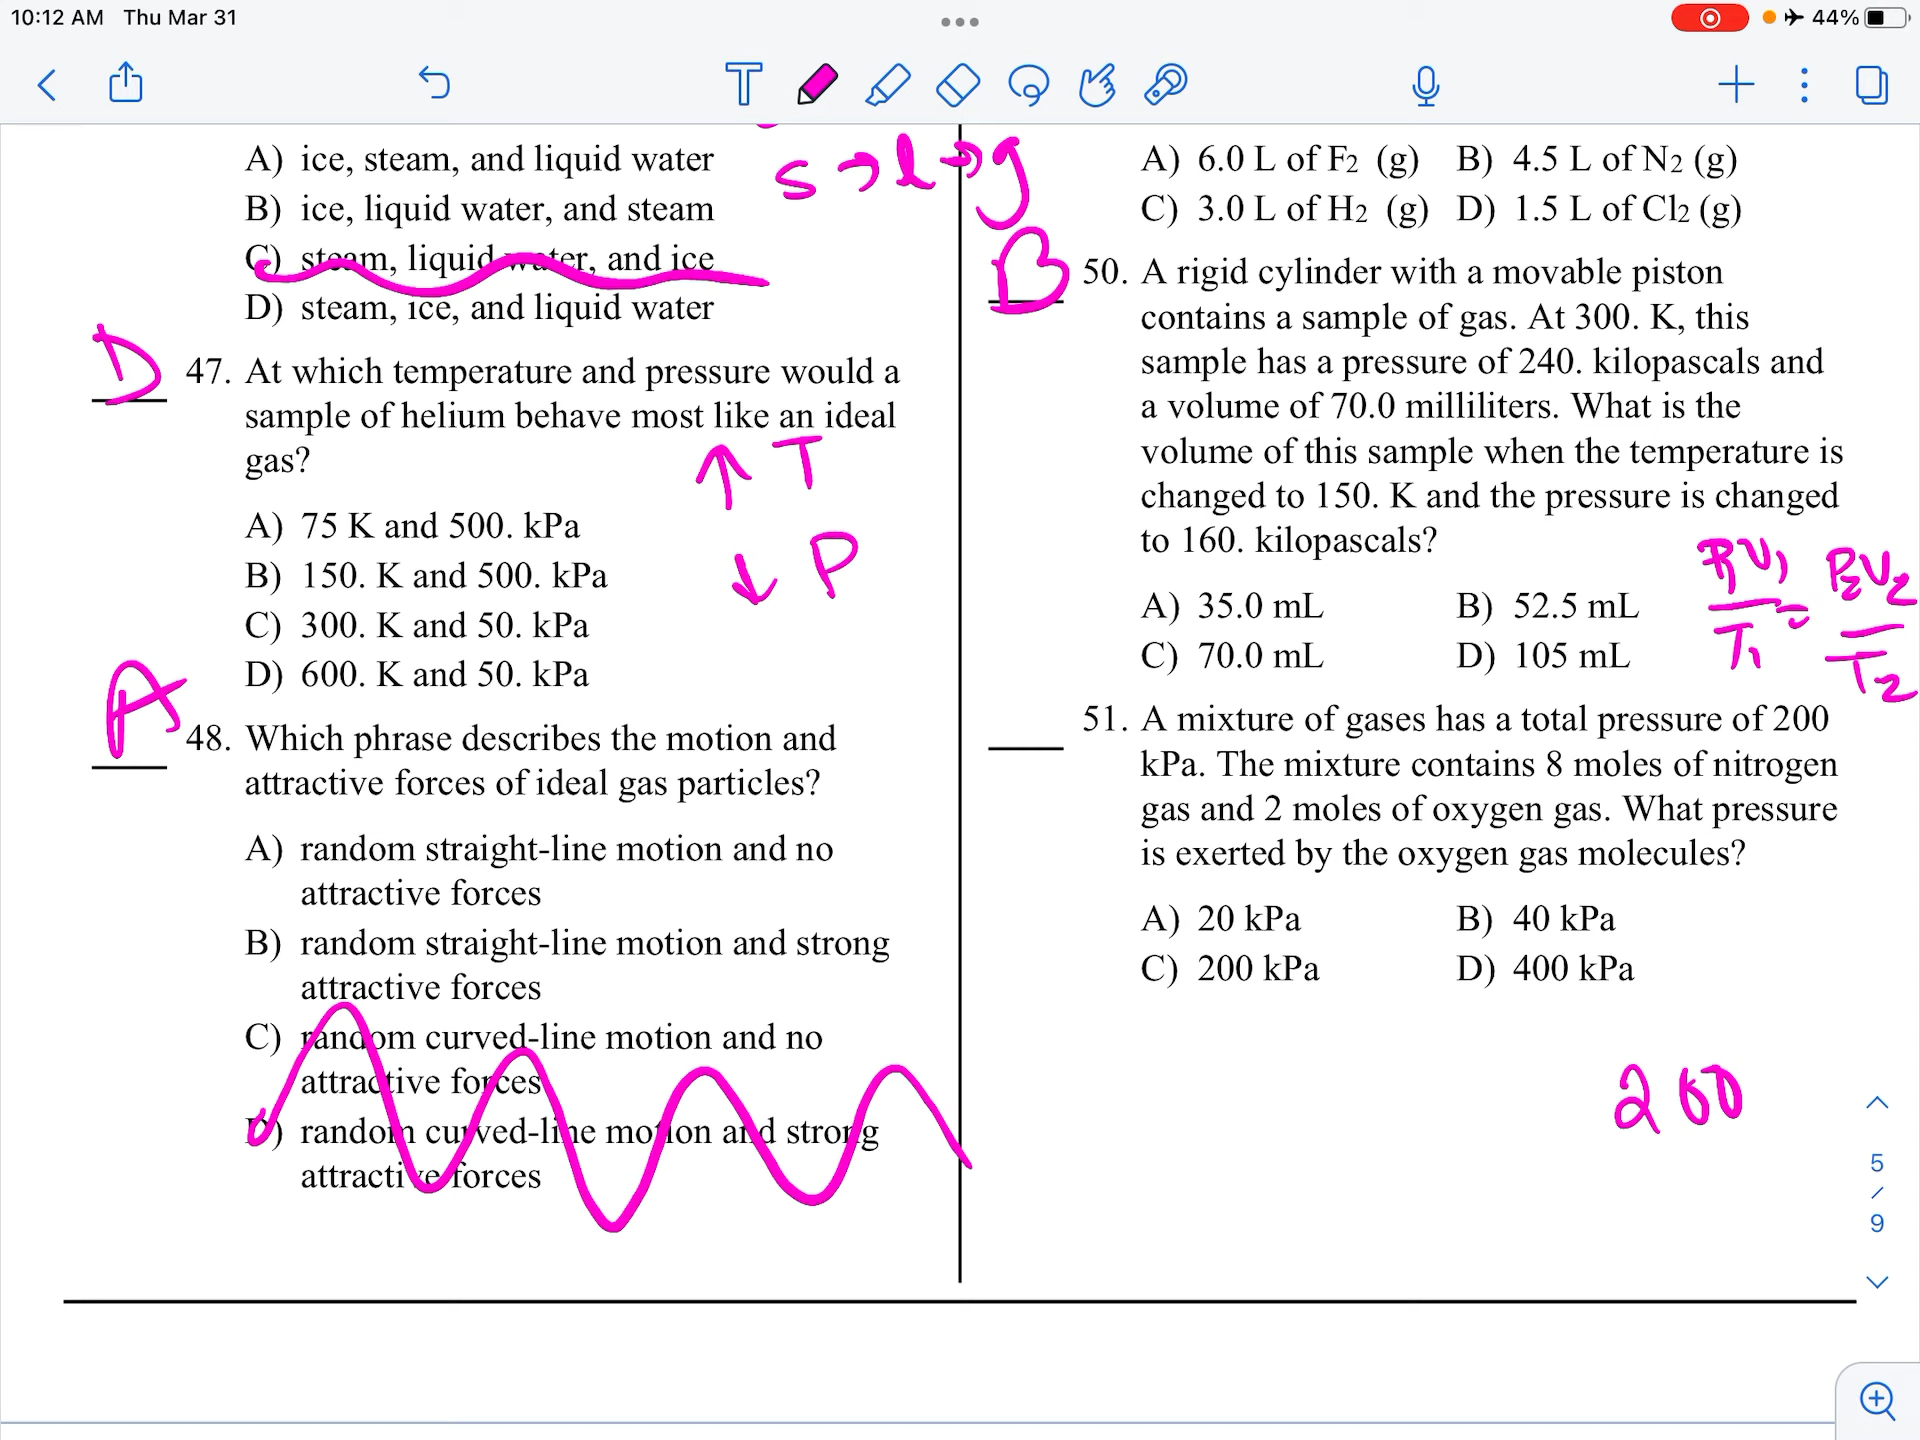 10:12 AM Thu Mar 31
44%
T
A) ice, steam, and liquid water
B) ice, liquid water, and steam
C) steam, liquid water, and ice
D) steam, ice, and liquid water
s → l → g
D
47. At which temperature and pressure would a
sample of helium behave most like an ideal
gas?
↑ T
↓ P
A) 75 K and 500. kPa
B) 150. K and 500. kPa
C) 300. K and 50. kPa
D) 600. K and 50. kPa
A
48. Which phrase describes the motion and
attractive forces of ideal gas particles?
A) random straight-line motion and no
attractive forces
B) random straight-line motion and strong
attractive forces
C) random curved-line motion and no
attractive forces
D) random curved-line motion and strong
attractive forces
A) 6.0 L of F2 (g) B) 4.5 L of N2 (g)
C) 3.0 L of H2 (g) D) 1.5 L of Cl2 (g)
B
50. A rigid cylinder with a movable piston
contains a sample of gas. At 300. K, this
sample has a pressure of 240. kilopascals and
a volume of 70.0 milliliters. What is the
volume of this sample when the temperature is
changed to 150. K and the pressure is changed
to 160. kilopascals?
A) 35.0 mL B) 52.5 mL
C) 70.0 mL D) 105 mL
P1V1 = P2V2
T1 T2
51. A mixture of gases has a total pressure of 200
kPa. The mixture contains 8 moles of nitrogen
gas and 2 moles of oxygen gas. What pressure
is exerted by the oxygen gas molecules?
A) 20 kPa B) 40 kPa
C) 200 kPa D) 400 kPa
200
5
/
9